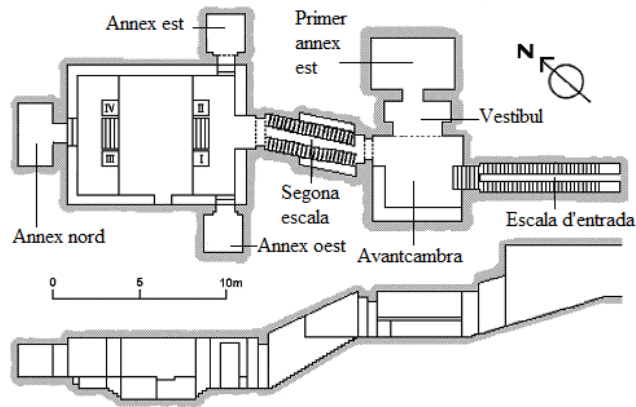 Annex est
Primer
annex
est
N
Vestibul
IV
II
III
I
Segona
escala
Escala d'entrada
Annex nord
Annex oest
Avantcambra
0
5
10m